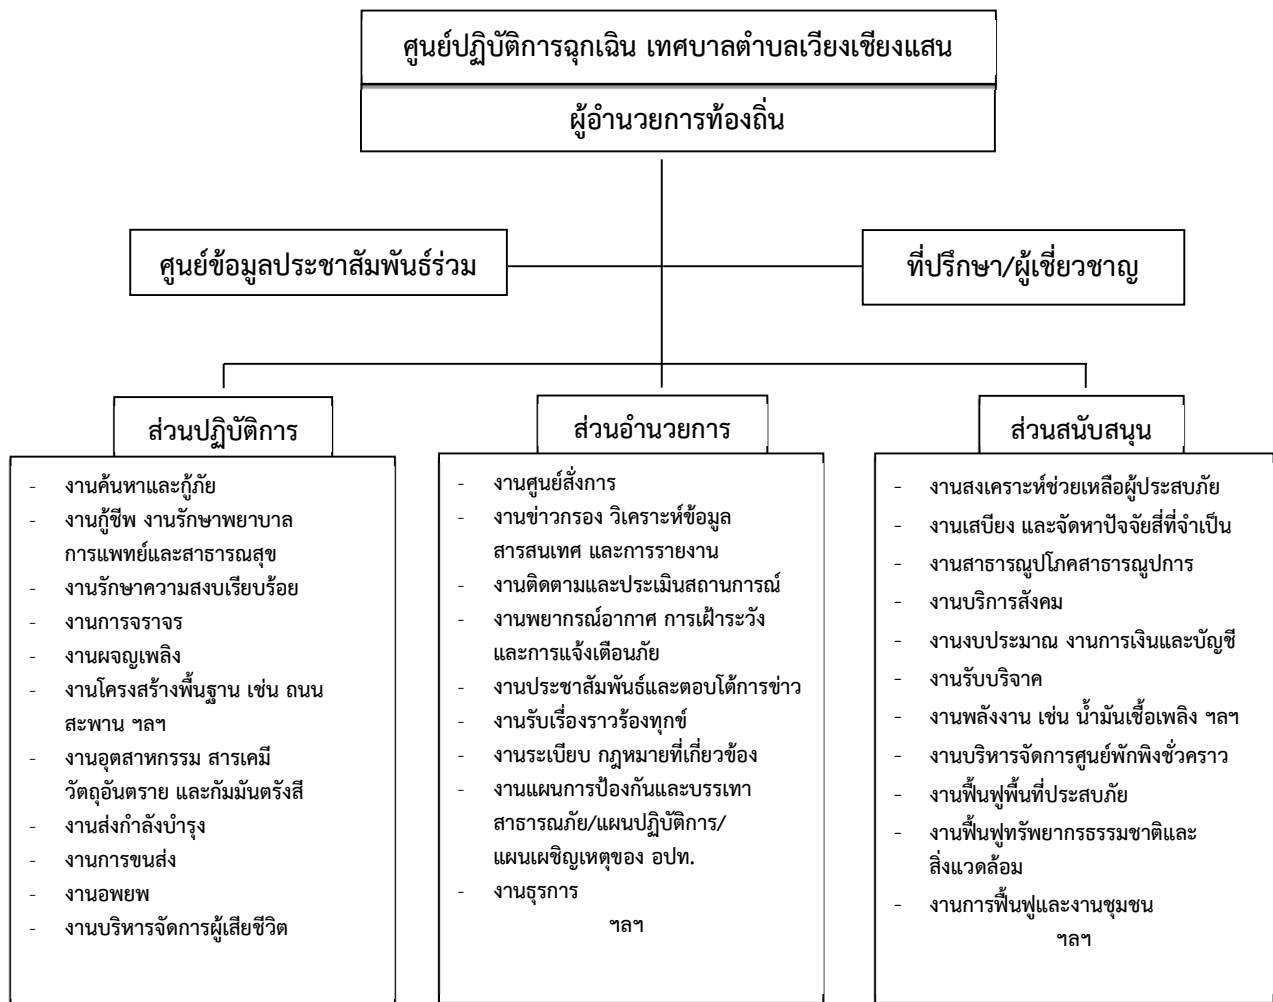 ศูนย์ปฏิบัติการฉุกเฉิน เทศบาลตำบลเวียงเชียงแสน
ผู้อำนวยการท้องถิ่น
ศูนย์ข้อมูลประชาสัมพันธ์ร่วม
ที่ปรึกษา/ผู้เชี่ยวชาญ
ส่วนปฏิบัติการ
- งานค้นหาและกู้ภัย
- งานกู้ชีพ งานรักษาพยาบาล
การแพทย์และสาธารณสุข
- งานรักษาความสงบเรียบร้อย
- งานการจราจร
- งานผจญเพลิง
- งานโครงสร้างพื้นฐาน เช่น ถนน
สะพาน ฯลฯ
- งานอุตสาหกรรม สารเคมี
วัตถุอันตราย และกัมมันตรังสี
- งานส่งกำลังบำรุง
- งานการขนส่ง
- งานอพยพ
- งานบริหารจัดการผู้เสียชีวิต
ส่วนอำนวยการ
- งานศูนย์สั่งการ
- งานข่าวกรอง วิเคราะห์ข้อมูล
สารสนเทศ และการรายงาน
- งานติดตามและประเมินสถานการณ์
- งานพยากรณ์อากาศ การเฝ้าระวัง
และการแจ้งเตือนภัย
- งานประชาสัมพันธ์และตอบโต้การข่าว
- งานรับเรื่องราวร้องทุกข์
- งานระเบียบ กฎหมายที่เกี่ยวข้อง
- งานแผนการป้องกันและบรรเทา
สาธารณภัย/แผนปฏิบัติการ/
แผนเผชิญเหตุของ อปท.
- งานธุรการ
ฯลฯ
ส่วนสนับสนุน
- งานสงเคราะห์ช่วยเหลือผู้ประสบภัย
- งานเสบียง และจัดหาปัจจัยสี่ที่จำเป็น
- งานสาธารณูปโภคสาธารณูปการ
- งานบริการสังคม
- งานงบประมาณ งานการเงินและบัญชี
- งานรับบริจาค
- งานพลังงาน เช่น น้ำมันเชื้อเพลิง ฯลฯ
- งานบริหารจัดการศูนย์พักพิงชั่วคราว
- งานฟื้นฟูพื้นที่ประสบภัย
- งานฟื้นฟูทรัพยากรธรรมชาติและ
สิ่งแวดล้อม
- งานการฟื้นฟูและงานชุมชน
ฯลฯ